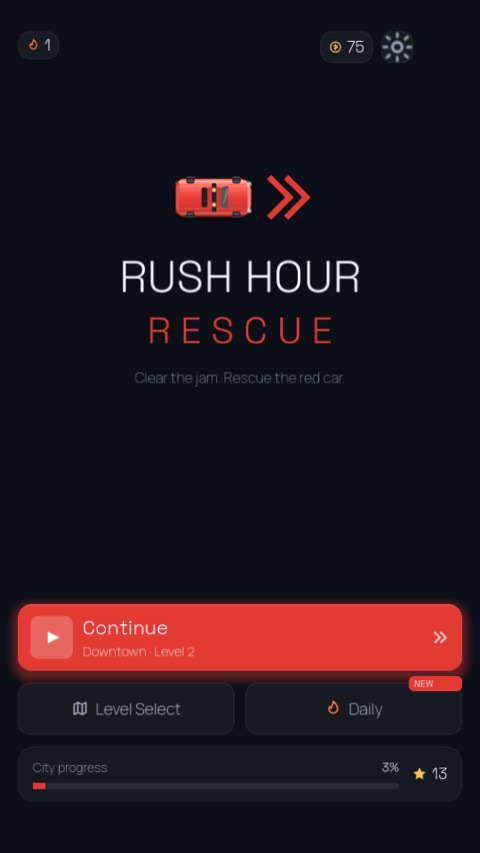 1
75
RUSH HOUR
RESCUE
Clear the jam. Rescue the red car.
Continue
Downtown · Level 2
NEW
Level Select
Daily
City progress
3%
13